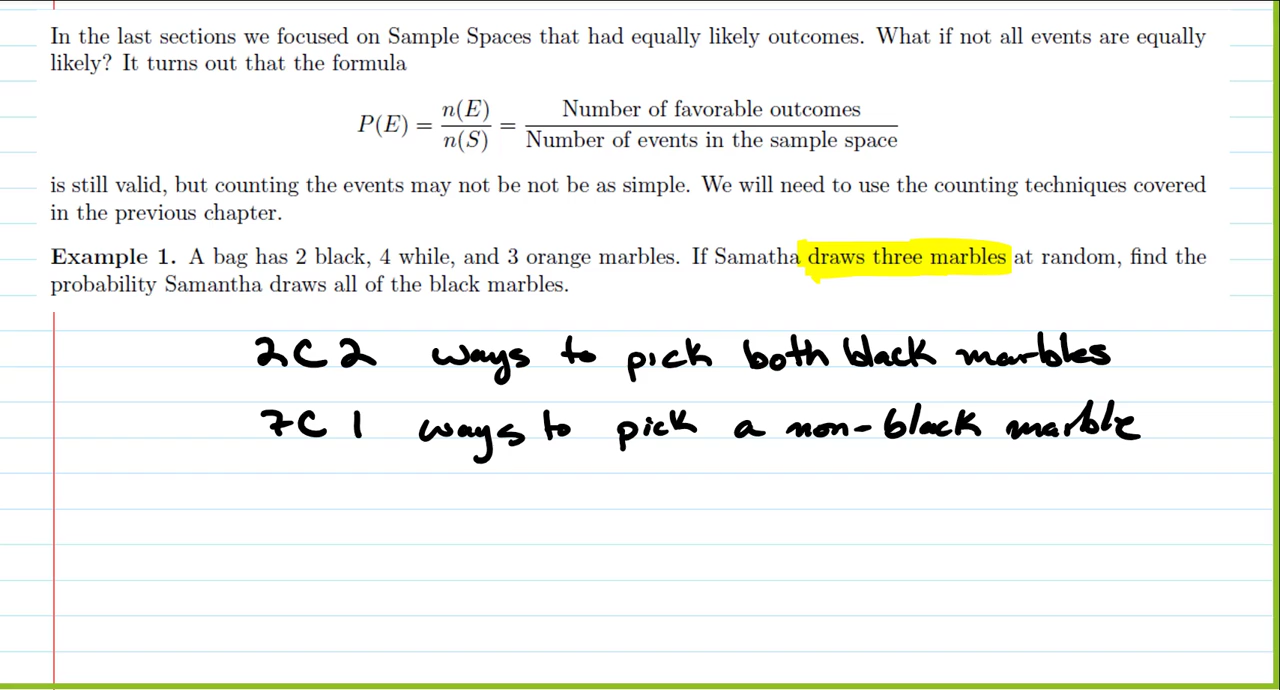 In the last sections we focused on Sample Spaces that had equally likely outcomes. What if not all events are equally
likely? It turns out that the formula
P(E) = n(E)/n(S) = Number of favorable outcomes/Number of events in the sample space
is still valid, but counting the events may not be not be as simple. We will need to use the counting techniques covered
in the previous chapter.
Example 1. A bag has 2 black, 4 while, and 3 orange marbles. If Samatha draws three marbles at random, find the
probability Samantha draws all of the black marbles.
2C2 ways to pick both black marbles
7C1 ways to pick a non-black marble